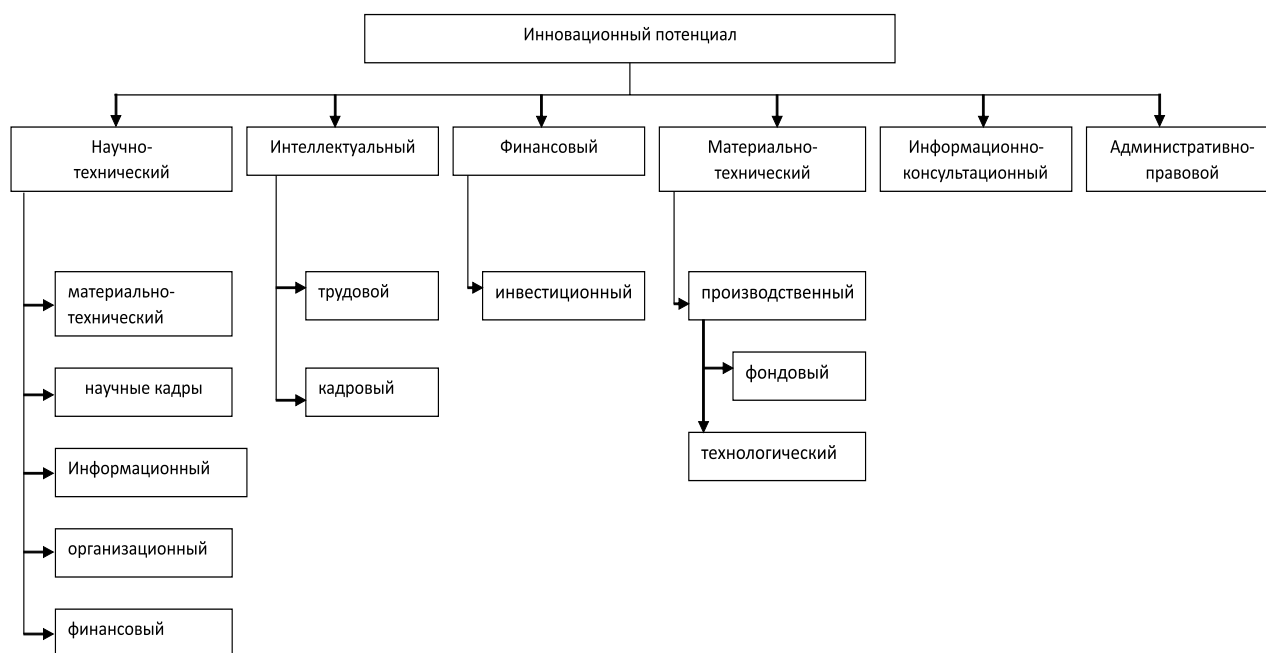 Инновационный потенциал
Научно-
технический
Интеллектуальный
Финансовый
Материально-
технический
Информационно-
консультационный
Административно-
правовой
материально-
технический
научные кадры
Информационный
организационный
финансовый
трудовой
кадровый
инвестиционный
производственный
фондовый
технологический